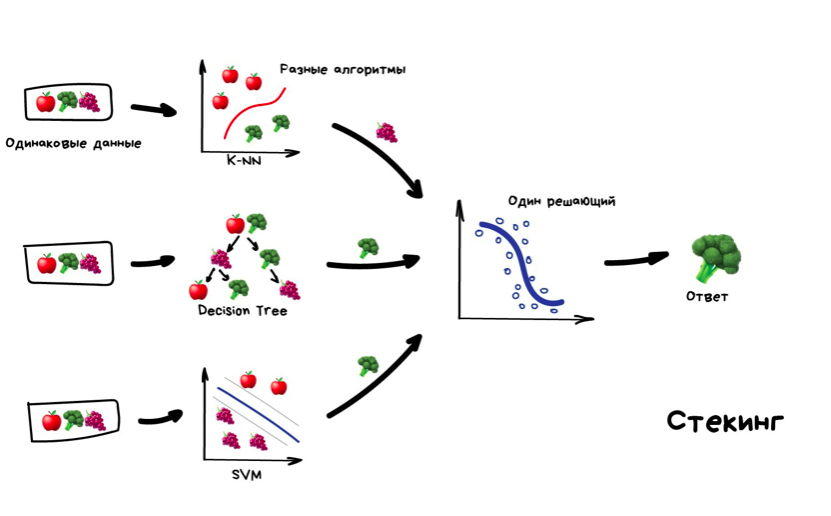 Разные алгоритмы
Одинаковые данные
K-NN
Один решающий
Decision Tree
Ответ
Стекинг
SVM